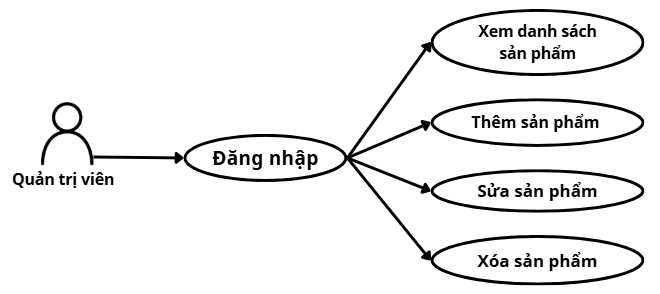 Xem danh sách
sản phẩm
Thêm sản phẩm
Đăng nhập
Quản trị viên
Sửa sản phẩm
Xóa sản phẩm